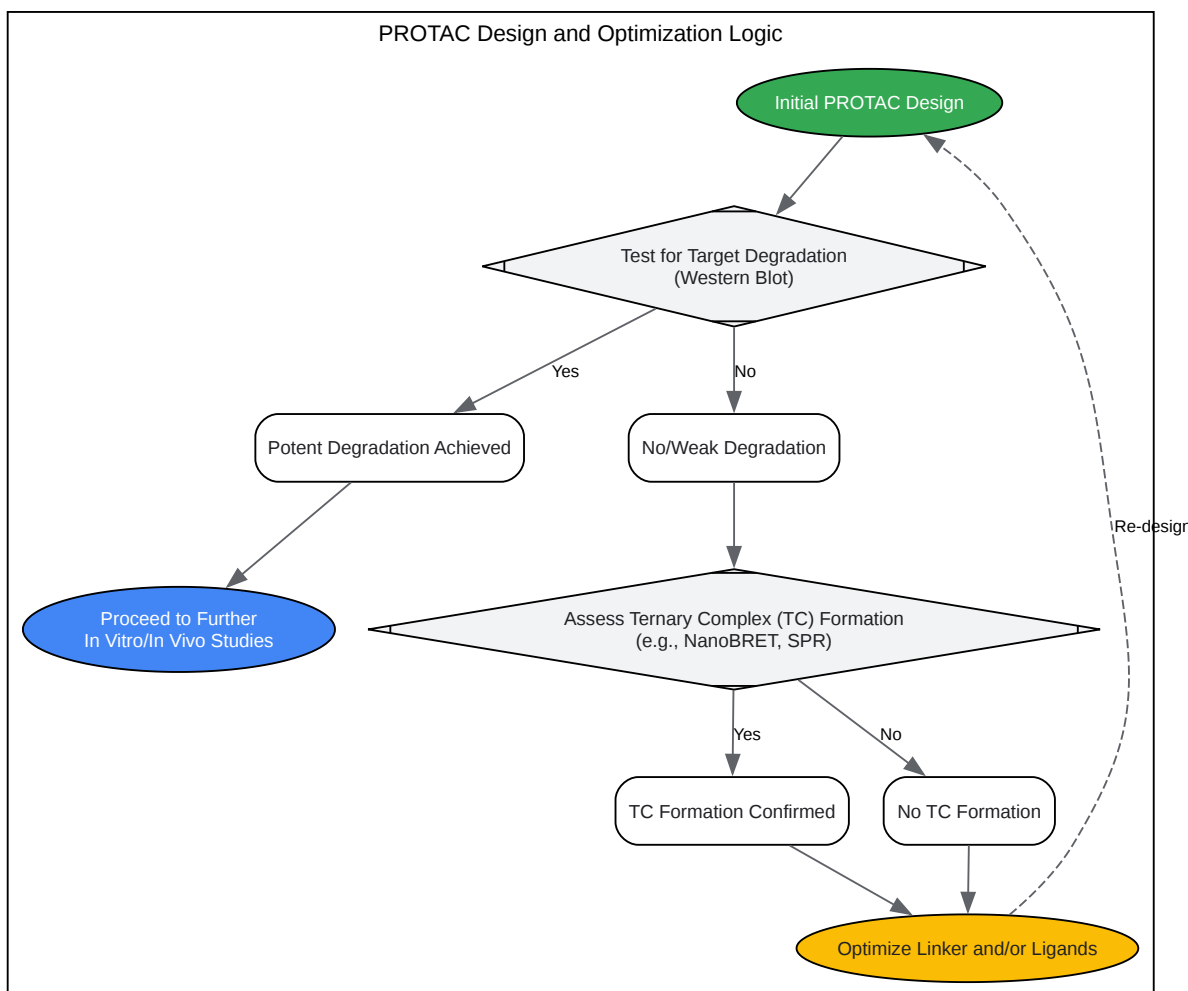 PROTAC Design and Optimization Logic
Initial PROTAC Design
Test for Target Degradation
(Western Blot)
Yes
No
Potent Degradation Achieved
No/Weak Degradation
Re-design
Proceed to Further
In Vitro/In Vivo Studies
Assess Ternary Complex (TC) Formation
(e.g., NanoBRET, SPR)
Yes
No
TC Formation Confirmed
No TC Formation
Optimize Linker and/or Ligands